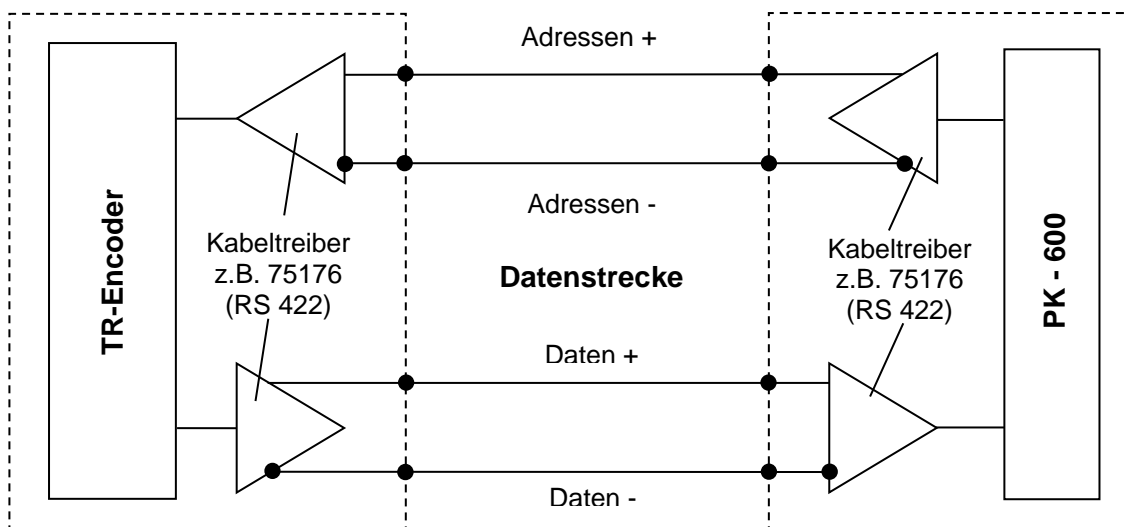 Adressen +
Adressen -
TR-Encoder
Kabeltreiber
z.B. 75176
(RS 422)
Datenstrecke
Kabeltreiber
z.B. 75176
(RS 422)
PK - 600
Daten +
Daten -